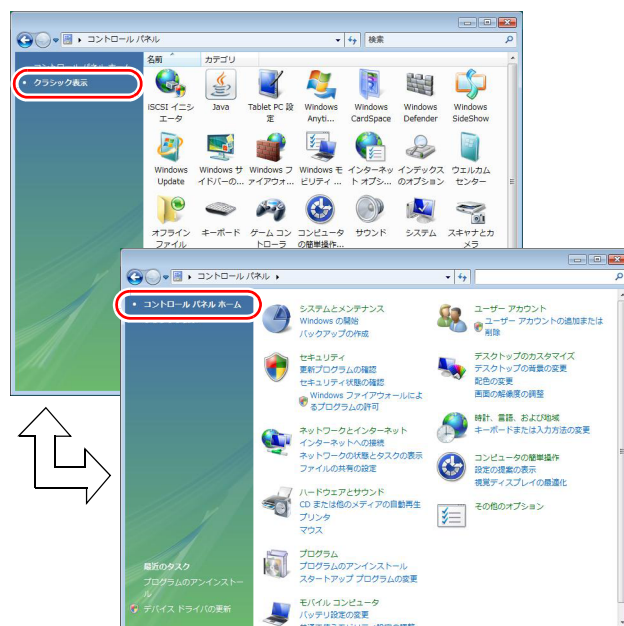 コントロール パネル
検索
コントロール パネル ホーム
クラシック表示
名前 カテゴリ
iSCSI イニシエータ
Java
Tablet PC 設定
Windows Anyti...
Windows CardSpace
Windows Defender
Windows SideShow
Windows Update
Windows サイドバーの...
Windows ファイアウォ...
Windows モビリティ ...
インターネット オプシ...
インデックスのオプション
ウェルカム センター
オフライン ファイル
キーボード
ゲーム コントローラ
コンピュータの簡単操作...
サウンド
システム
スキャナとカメラ
コントロール パネル
コントロール パネル ホーム
システムとメンテナンス
Windows の開始
バックアップの作成
セキュリティ
更新プログラムの確認
セキュリティ状態の確認
Windows ファイアウォールによ
るプログラムの許可
ネットワークとインターネット
インターネットへの接続
ネットワークの状態とタスクの表示
ファイルの共有の設定
ハードウェアとサウンド
CD または他のメディアの自動再生
プリンタ
マウス
プログラム
プログラムのアンインストール
スタートアップ プログラムの変更
モバイル コンピュータ
バッテリ設定の変更
ユーザー アカウント
ユーザー アカウントの追加または
削除
デスクトップのカスタマイズ
デスクトップの背景の変更
配色の変更
画面の解像度の調整
時計、言語、および地域
キーボードまたは入力方法の変更
コンピュータの簡単操作
設定の提案の表示
視覚ディスプレイの最適化
その他のオプション
最近のタスク
プログラムのアンインストー
ル
デバイス ドライバの更新